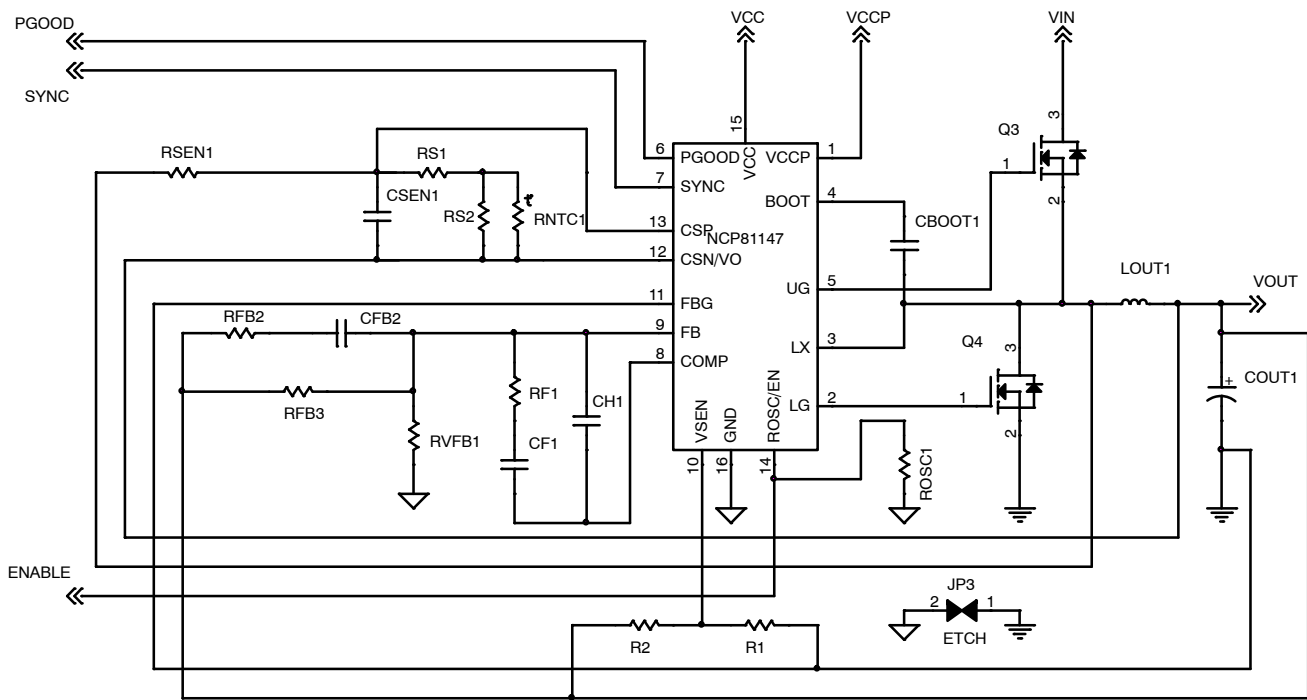 PGOOD
VCC
VCCP
VIN
SYNC
15
3
Q3
RSEN1
RS1
6
PGOOD
VCC
VCCP
1
1
7
SYNC
4
BOOT
2
CSEN1
RS2
RNTC1
t
13
CSP
NCP81147
CBOOT1
12
CSN/VO
LOUT1
11
FBG
UG
5
VOUT
RFB2
CFB2
9
FB
8
COMP
LX
3
Q4
3
RFB3
RF1
CH1
LG
2
1
+
COUT1
RVFB1
CF1
VSEN
GND
ROSC/EN
2
10
16
14
ROSC1
ENABLE
JP3
2
1
ETCH
R2
R1